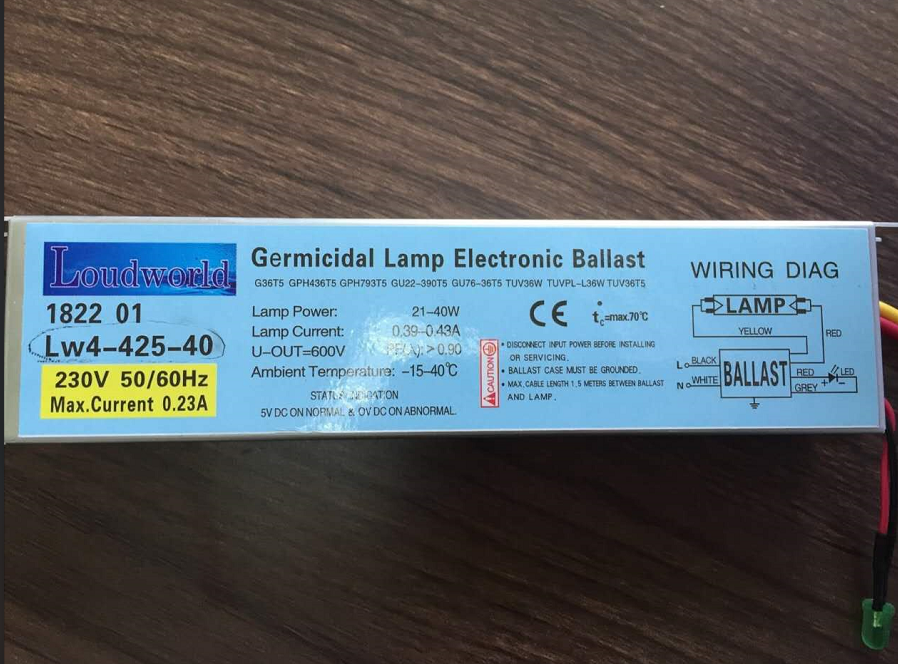 Loudworld
1822 01
Lw4-425-40
230V 50/60Hz
Max.Current 0.23A
Germicidal Lamp Electronic Ballast
G36T5 GPH436T5 GPH793T5 GU22-390T5 GU76-36T5 TUV36W TUVPL-L36W TUV36T5
Lamp Power: 21-40W
Lamp Current: 0.39-0.43A
U-OUT=600V >0.90
Ambient Temperature: -15-40℃
5V DC ON NORMAL & 0V DC ON ABNORMAL.
CE tc=max.70℃
CAUTION
• DISCONNECT INPUT POWER BEFORE INSTALLING
OR SERVICING.
• BALLAST CASE MUST BE GROUNDED.
• MAX. CABLE LENGTH 1.5 METERS BETWEEN BALLAST
AND LAMP.
WIRING DIAG
LAMP
YELLOW
RED
L BLACK
N WHITE
BALLAST
RED
GREY
+
LED